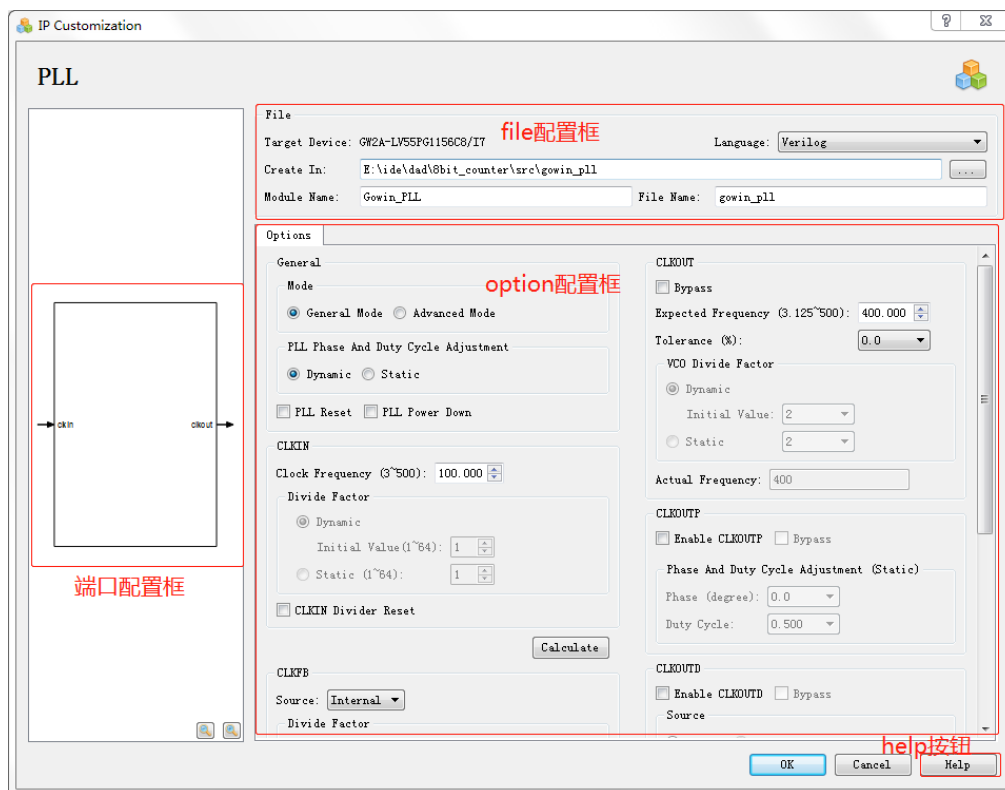 IP Customization
PLL
File
file配置框
Target Device: GW2A-LV55PG1156C8/I7
Language: Verilog
Create In: E:\ide\dad\8bit_counter\src\gowin_pll
...
Module Name: Gowin_PLL
File Name: gowin_pll
Options
option配置框
General
Mode
General Mode
Advanced Mode
PLL Phase And Duty Cycle Adjustment
Dynamic
Static
PLL Reset
PLL Power Down
CLKIN
Clock Frequency (3~500): 100.000
Divide Factor
Dynamic
Initial Value(1~64): 1
Static (1~64): 1
CLKIN Divider Reset
Calculate
CLKFB
Source: Internal
Divide Factor
CLKOUT
Bypass
Expected Frequency (3.125~500): 400.000
Tolerance (%): 0.0
VCO Divide Factor
Dynamic
Initial Value: 2
Static 2
Actual Frequency: 400
CLKOUTP
Enable CLKOUTP
Bypass
Phase And Duty Cycle Adjustment (Static)
Phase (degree): 0.0
Duty Cycle: 0.500
CLKOUTD
Enable CLKOUTD
Bypass
Source
clkin
clkout
端口配置框
help按钮
OK
Cancel
Help